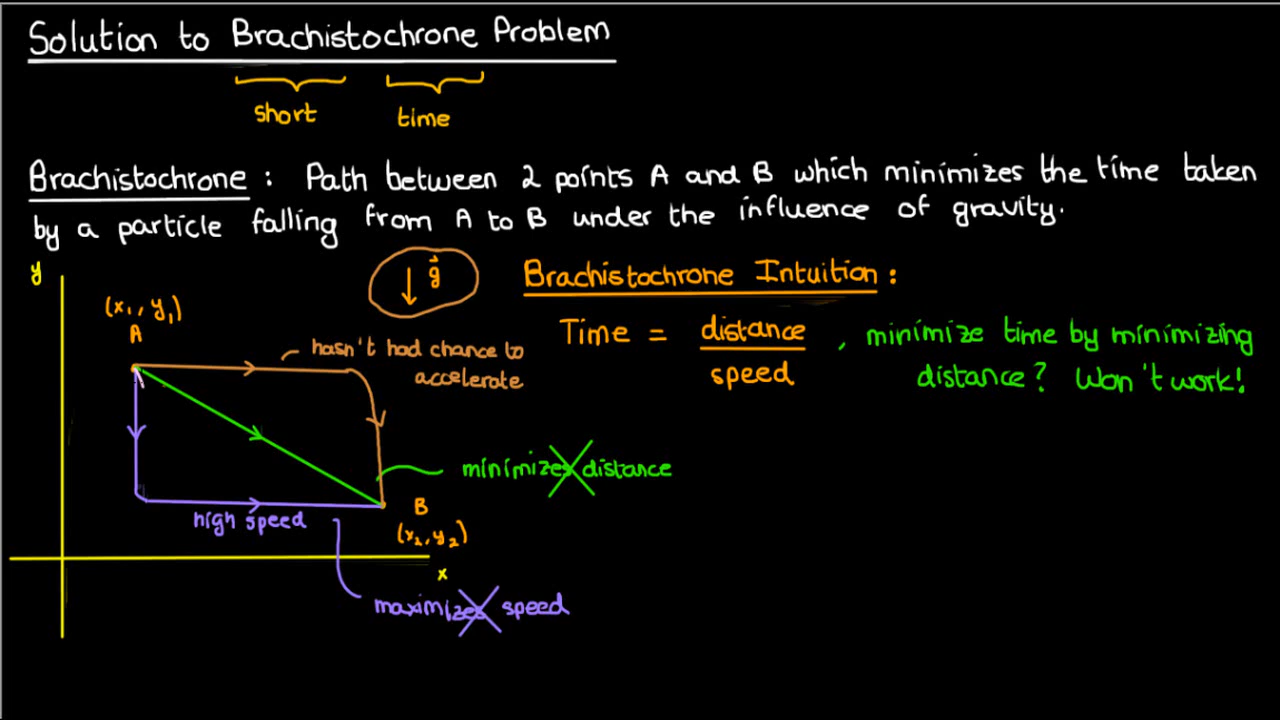 Solution to Brachistochrone Problem
short time
Brachistochrone : Path between 2 points A and B which minimizes the time taken
by a particle falling from A to B under the influence of gravity.
y
g
Brachistochrone Intuition :
(x₁, y₁)
A
hasn't had chance to
accelerate
Time = distance
speed
, minimize time by minimizing
distance? Won't work!
minimizes distance
B
(x₂, y₂)
high speed
x
maximizes speed